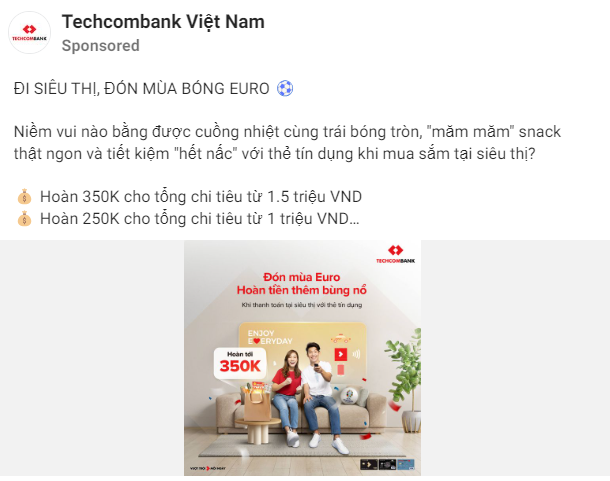 Techcombank Việt Nam
TECHCOMBANK
Sponsored
ĐI SIÊU THỊ, ĐÓN MÙA BÓNG EURO ⚽
Niềm vui nào bằng được cuồng nhiệt cùng trái bóng tròn, "măm măm" snack
thật ngon và tiết kiệm "hết nấc" với thẻ tín dụng khi mua sắm tại siêu thị?
💰 Hoàn 350K cho tổng chi tiêu từ 1.5 triệu VND
💰 Hoàn 250K cho tổng chi tiêu từ 1 triệu VND…
TECHCOMBANK
Đón mùa Euro
Hoàn tiền thêm bùng nổ
Khi thanh toán tại siêu thị với thẻ tín dụng
ENJOY
EVERYDAY
Hoàn tới
350K
VƯỢT TRỘI MỖI NGÀY